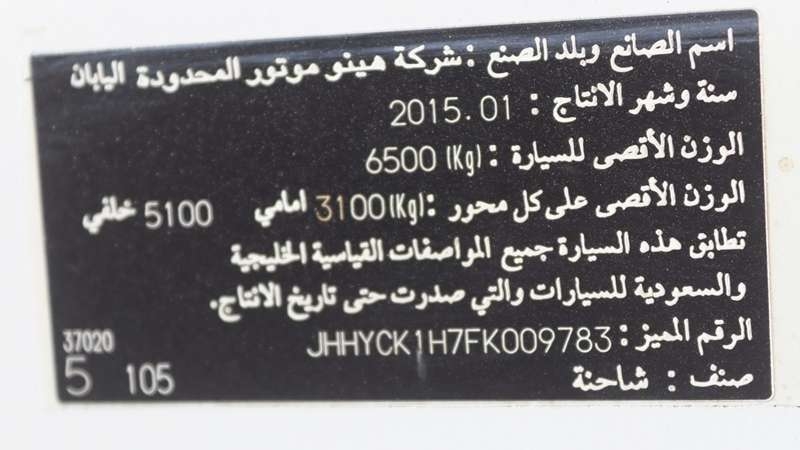 اسم الصانع وبلد الصنع : شركة هينو موتور المحدودة اليابان
سنة وشهر الانتاج : 2015.01
الوزن الأقصى للسيارة : (Kg) 6500
الوزن الأقصى على كل محور : (Kg) 3100 امامي 5100 خلفي
تطابق هذه السيارة جميع المواصفات القياسية الخليجية
والسعودية للسيارات والتي صدرت حتى تاريخ الانتاج.
الرقم المميز : JHHYCK1H7FK009783
صنف : شاحنة
37020
5 105